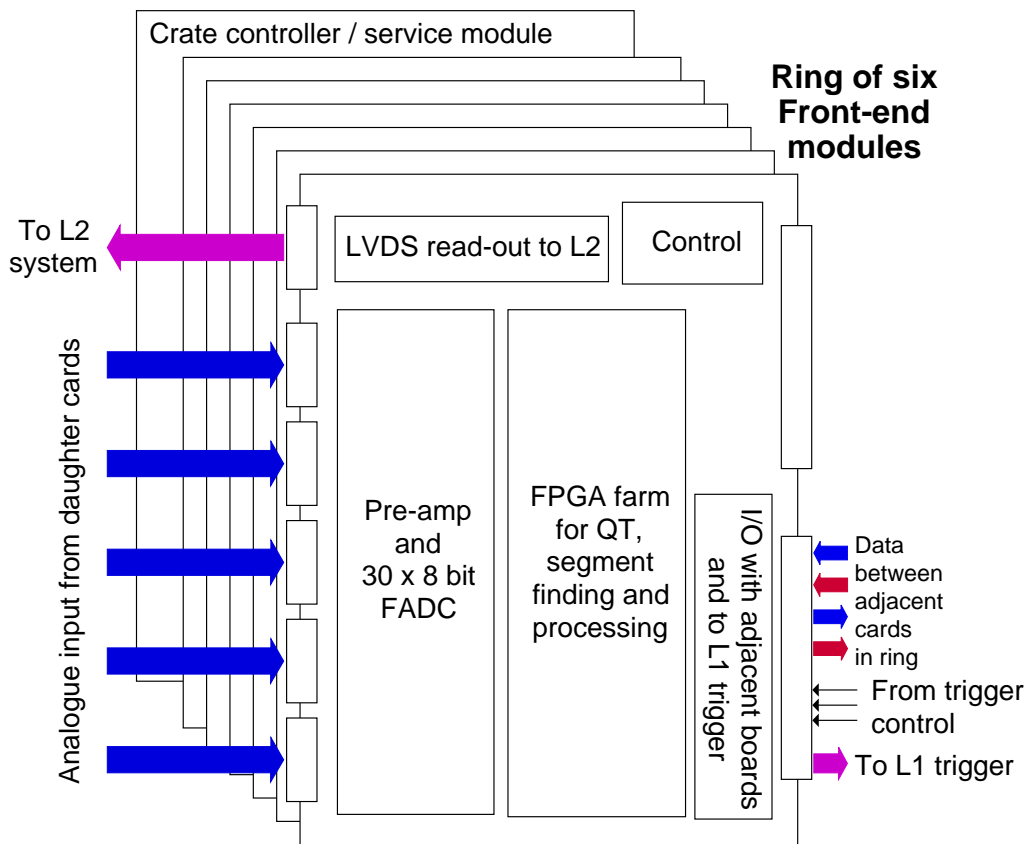 Crate controller / service module
Ring of six
Front-end
modules
To L2
system
LVDS read-out to L2
Control
Analogue input from daughter cards
Pre-amp
and
30 x 8 bit
FADC
FPGA farm
for QT,
segment
finding and
processing
I/O with adjacent boards
and to L1 trigger
Data
between
adjacent
cards
in ring
From trigger
control
To L1 trigger